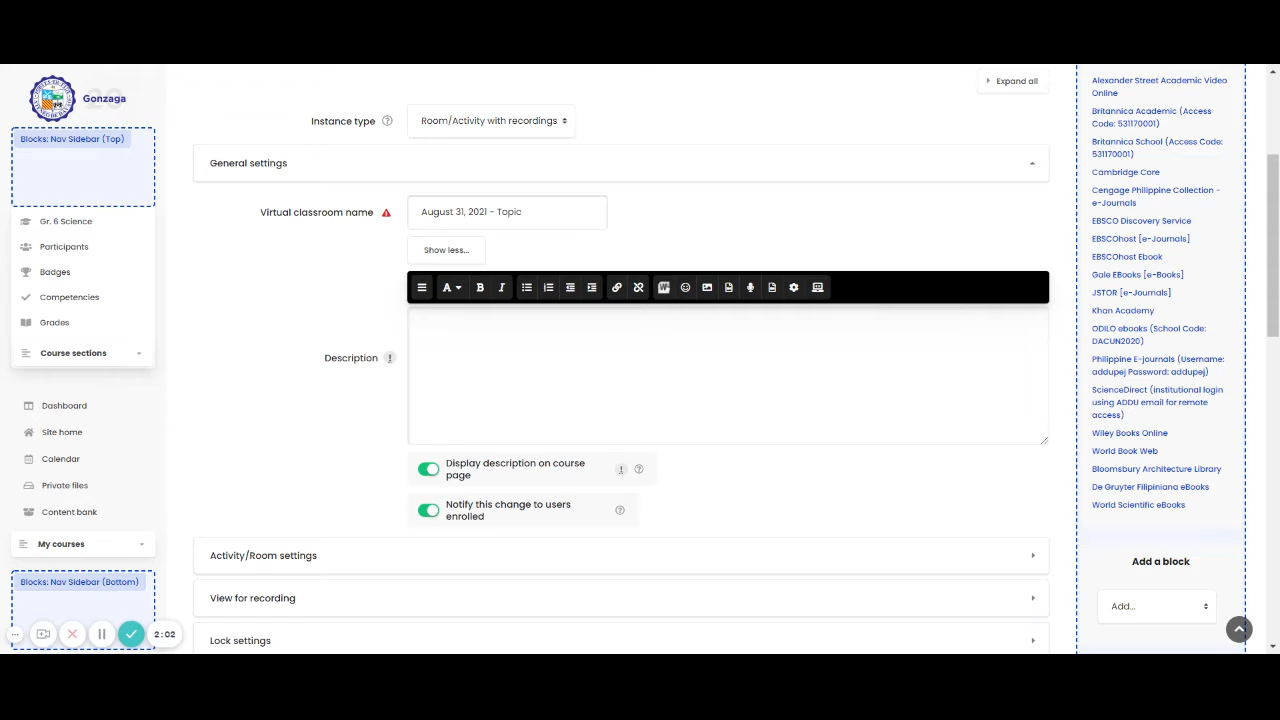 Gonzaga
Blocks: Nav Sidebar (Top)
Gr. 6 Science
Participants
Badges
Competencies
Grades
Course sections
Dashboard
Site home
Calendar
Private files
Content bank
My courses
Blocks: Nav Sidebar (Bottom)
2:02
Expand all
Instance type
Room/Activity with recordings
General settings
Virtual classroom name
August 31, 2021 - Topic
Show less...
A
B
I
Description
Display description on course
page
Notify this change to users
enrolled
Activity/Room settings
View for recording
Lock settings
Alexander Street Academic Video
Online
Britannica Academic (Access
Code: 531170001)
Britannica School (Access Code:
531170001)
Cambridge Core
Cengage Philippine Collection -
e-Journals
EBSCO Discovery Service
EBSCOhost [e-Journals]
EBSCOhost Ebook
Gale EBooks [e-Books]
JSTOR [e-Journals]
Khan Academy
ODILO ebooks (School Code:
DACUN2020)
Philippine E-journals (Username:
addupej Password: addupej)
ScienceDirect (institutional login
using ADDU email for remote
access)
Wiley Books Online
World Book Web
Bloomsbury Architecture Library
De Gruyter Filipiniana eBooks
World Scientific eBooks
Add a block
Add...